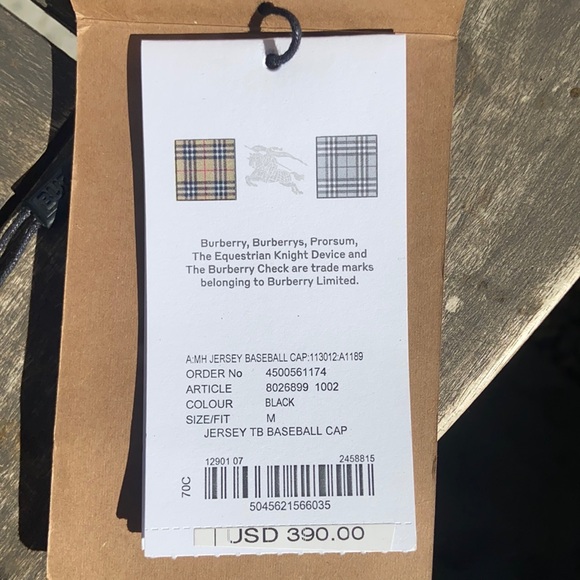 Burberry, Burberrys, Prorsum,
The Equestrian Knight Device and
The Burberry Check are trade marks
belonging to Burberry Limited.
A:MH JERSEY BASEBALL CAP:113012:A1189
ORDER No 4500561174
ARTICLE 8026899 1002
COLOUR BLACK
SIZE/FIT M
JERSEY TB BASEBALL CAP
12901 07 2458815
70C
5045621566035
USD 390.00